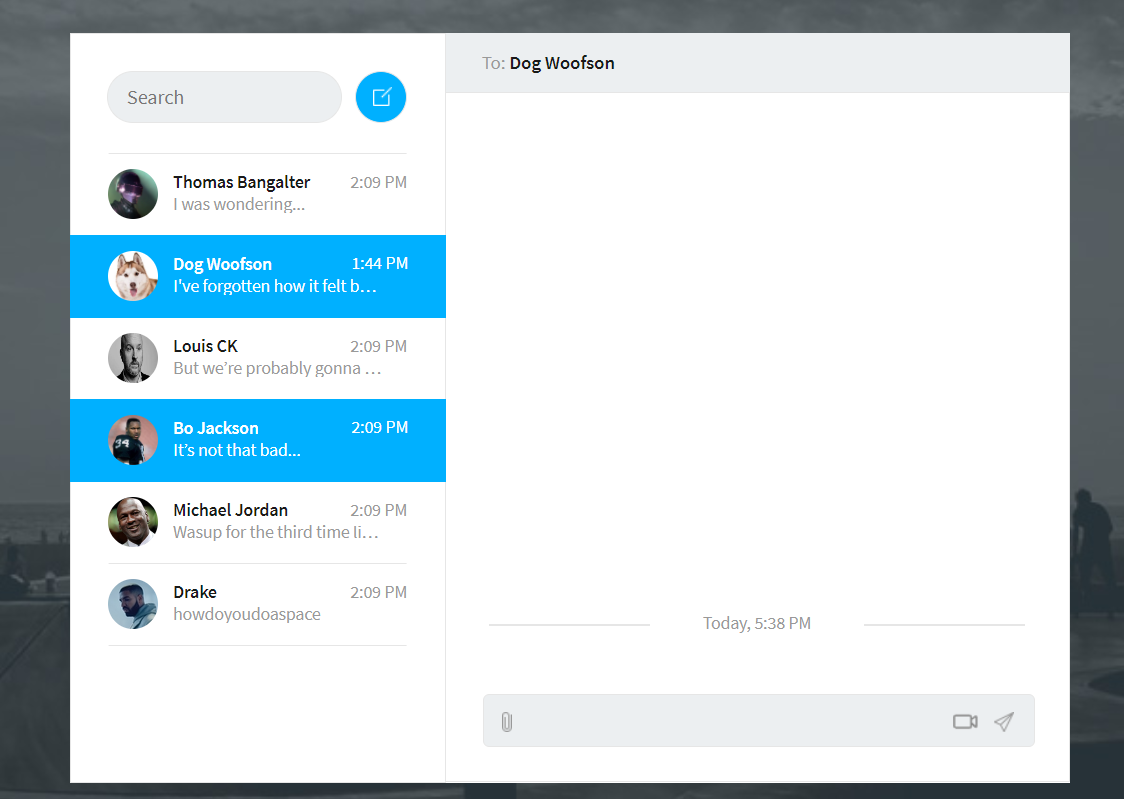 Search
To: Dog Woofson
Thomas Bangalter 2:09 PM
I was wondering...
Dog Woofson 1:44 PM
I've forgotten how it felt b…
Louis CK 2:09 PM
But we’re probably gonna …
Bo Jackson 2:09 PM
34
It’s not that bad...
Michael Jordan 2:09 PM
Wasup for the third time li…
Drake 2:09 PM
howdoyoudoaspace
Today, 5:38 PM